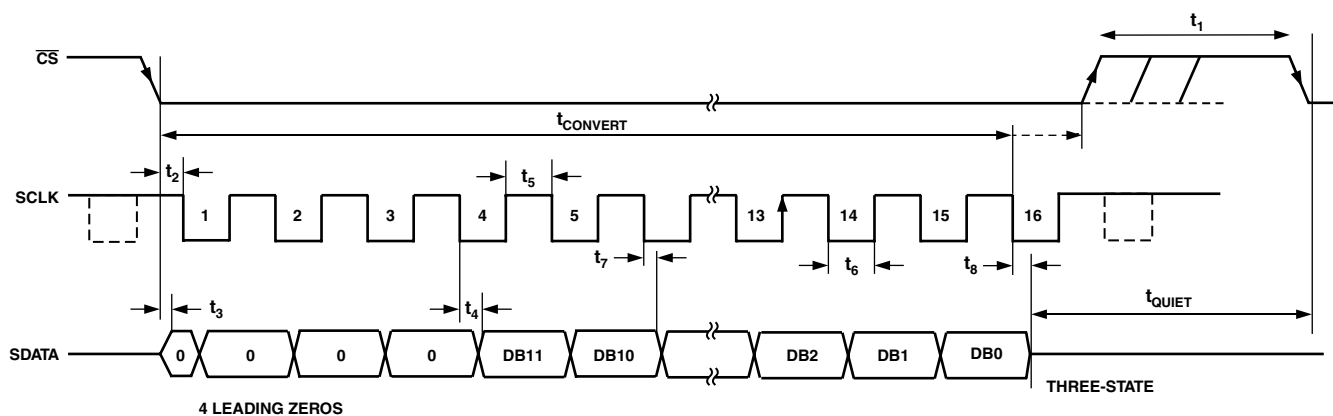 t1
CS
tCONVERT
t2
t5
SCLK
1 2 3 4 5 13 14 15 16
t7
t6
t8
t3
t4
tQUIET
SDATA
0 0 0 0 DB11 DB10 DB2 DB1 DB0
THREE-STATE
4 LEADING ZEROS